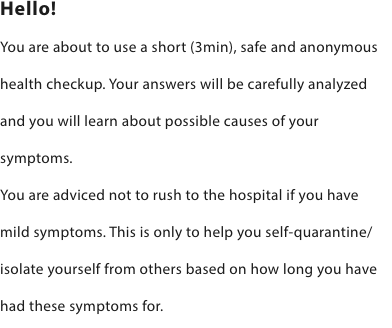 Hello!
You are about to use a short (3min), safe and anonymous
health checkup. Your answers will be carefully analyzed
and you will learn about possible causes of your
symptoms.
You are adviced not to rush to the hospital if you have
mild symptoms. This is only to help you self-quarantine/
isolate yourself from others based on how long you have
had these symptoms for.